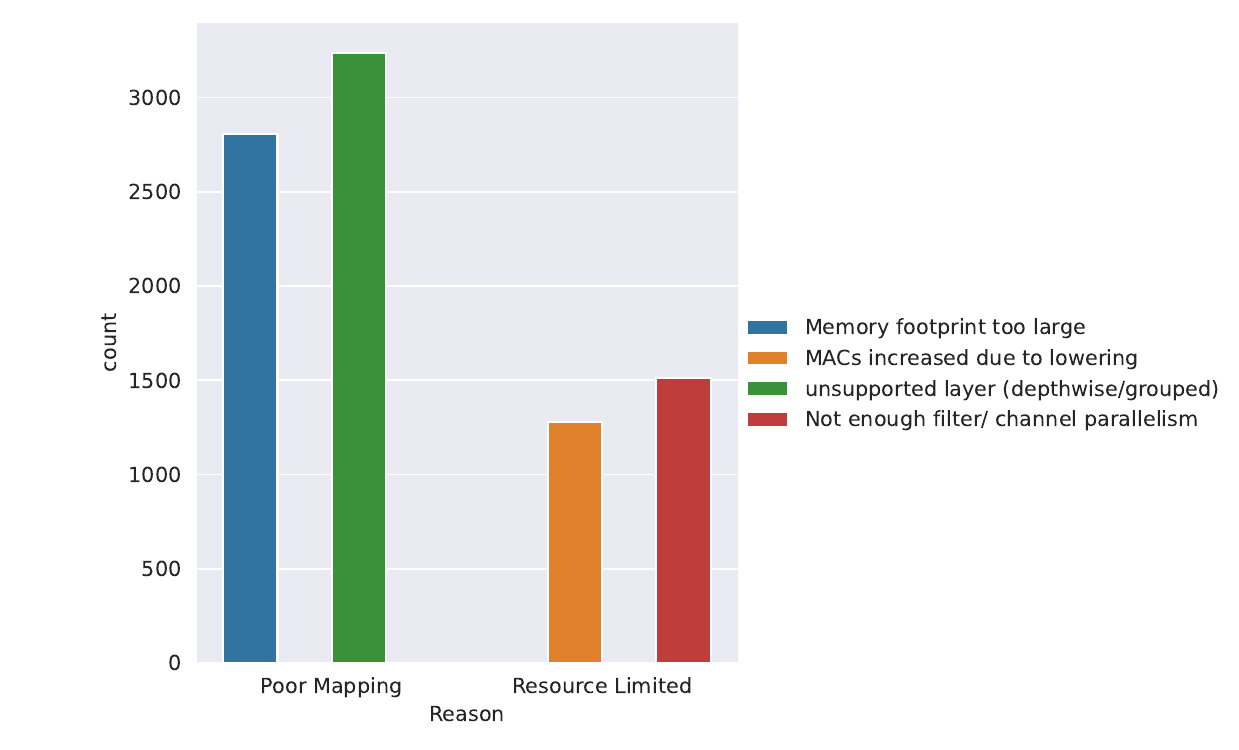 3000
2500
2000
1500
1000
500
0
count
Poor Mapping
Resource Limited
Reason
Memory footprint too large
MACs increased due to lowering
unsupported layer (depthwise/grouped)
Not enough filter/ channel parallelism